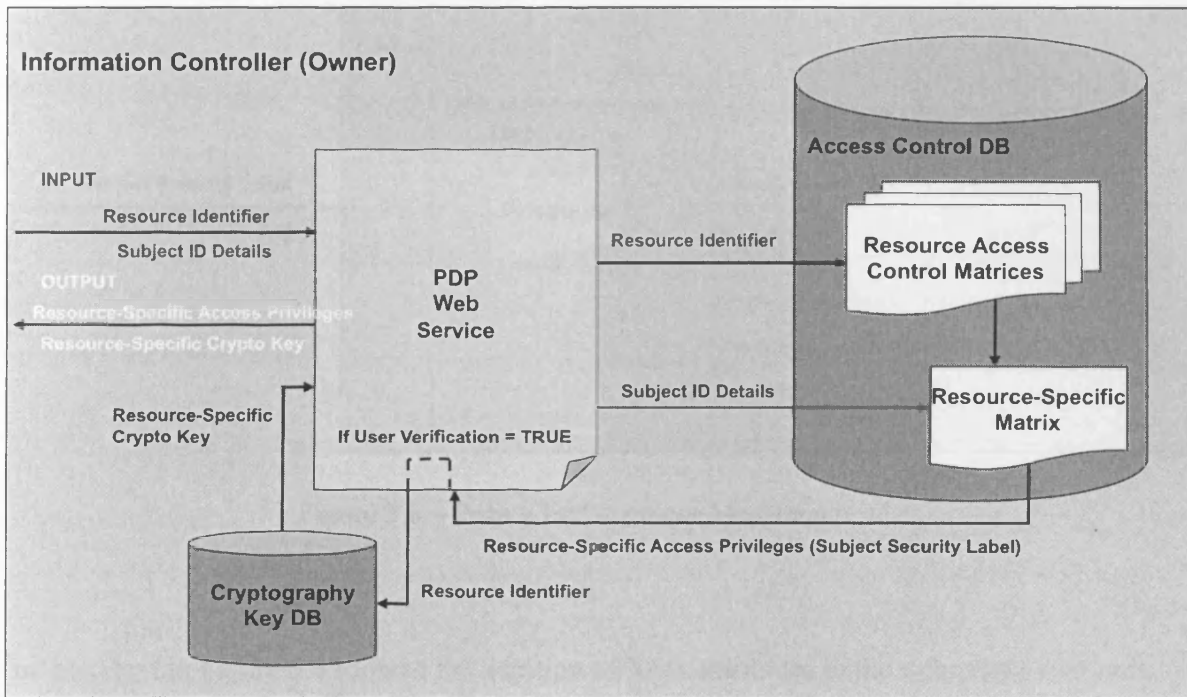 Information Controller (Owner)
Access Control DB
INPUT
Resource Identifier
Subject ID Details
OUTPUT
Resource-Specific Access Privileges
Resource-Specific Crypto Key
PDP
Web
Service
Resource Identifier
Resource Access
Control Matrices
Subject ID Details
Resource-Specific
Matrix
Resource-Specific
Crypto Key
If User Verification = TRUE
Resource-Specific Access Privileges (Subject Security Label)
Cryptography
Key DB
Resource Identifier